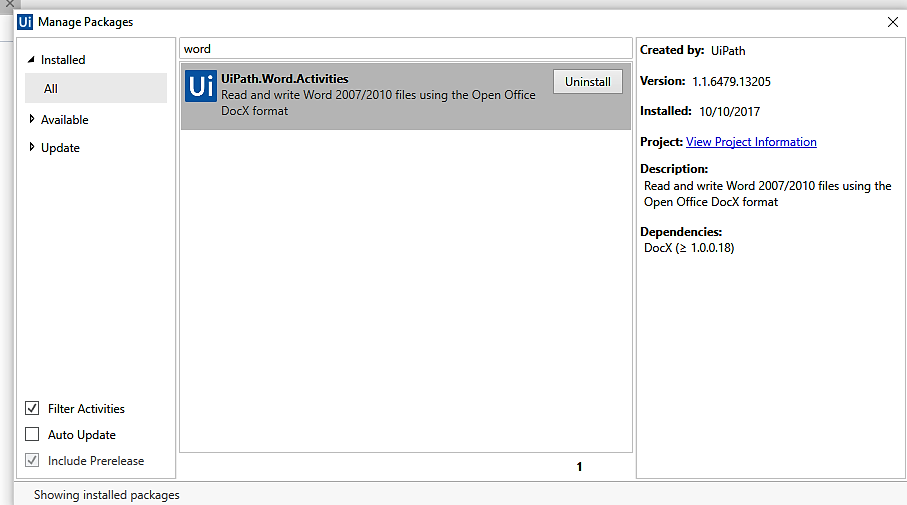 Ui Manage Packages
Installed
All
Available
Update
Filter Activities
Auto Update
Include Prerelease
word
Ui
UiPath.Word.Activities
Read and write Word 2007/2010 files using the Open Office
DocX format
Uninstall
1
Created by: UiPath
Version: 1.1.6479.13205
Installed: 10/10/2017
Project: View Project Information
Description:
Read and write Word 2007/2010 files using the
Open Office DocX format
Dependencies:
DocX (≥ 1.0.0.18)
Showing installed packages